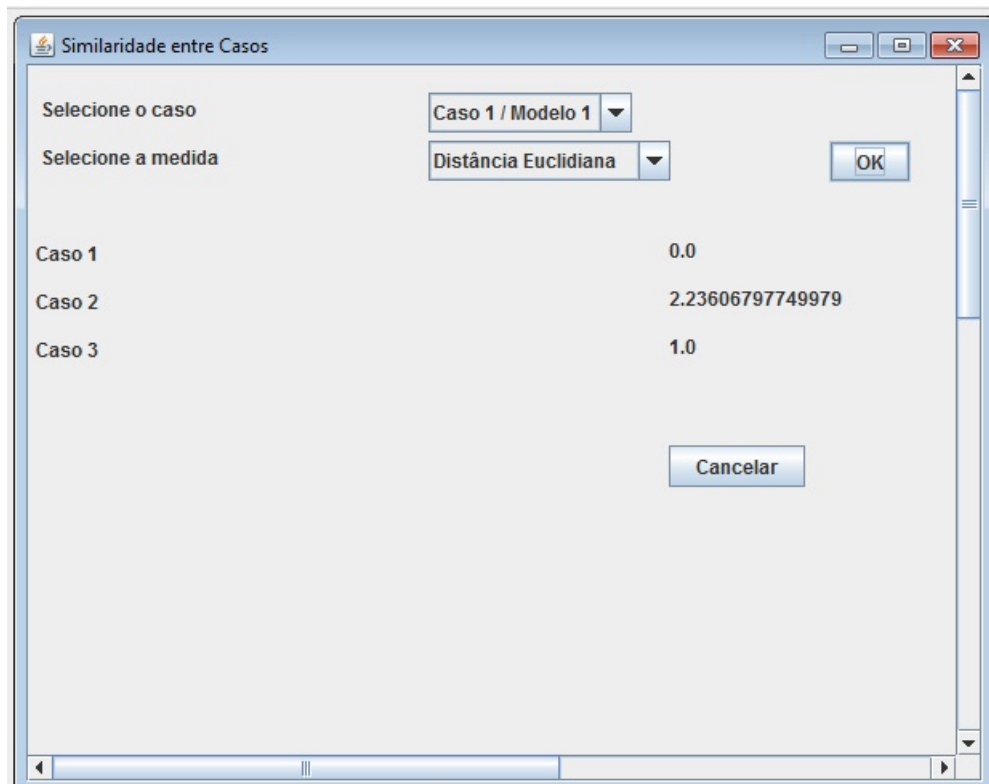 Similaridade entre Casos
Selecione o caso Caso 1 / Modelo 1
Selecione a medida Distância Euclidiana OK
Caso 1 0.0
Caso 2 2.23606797749979
Caso 3 1.0
Cancelar